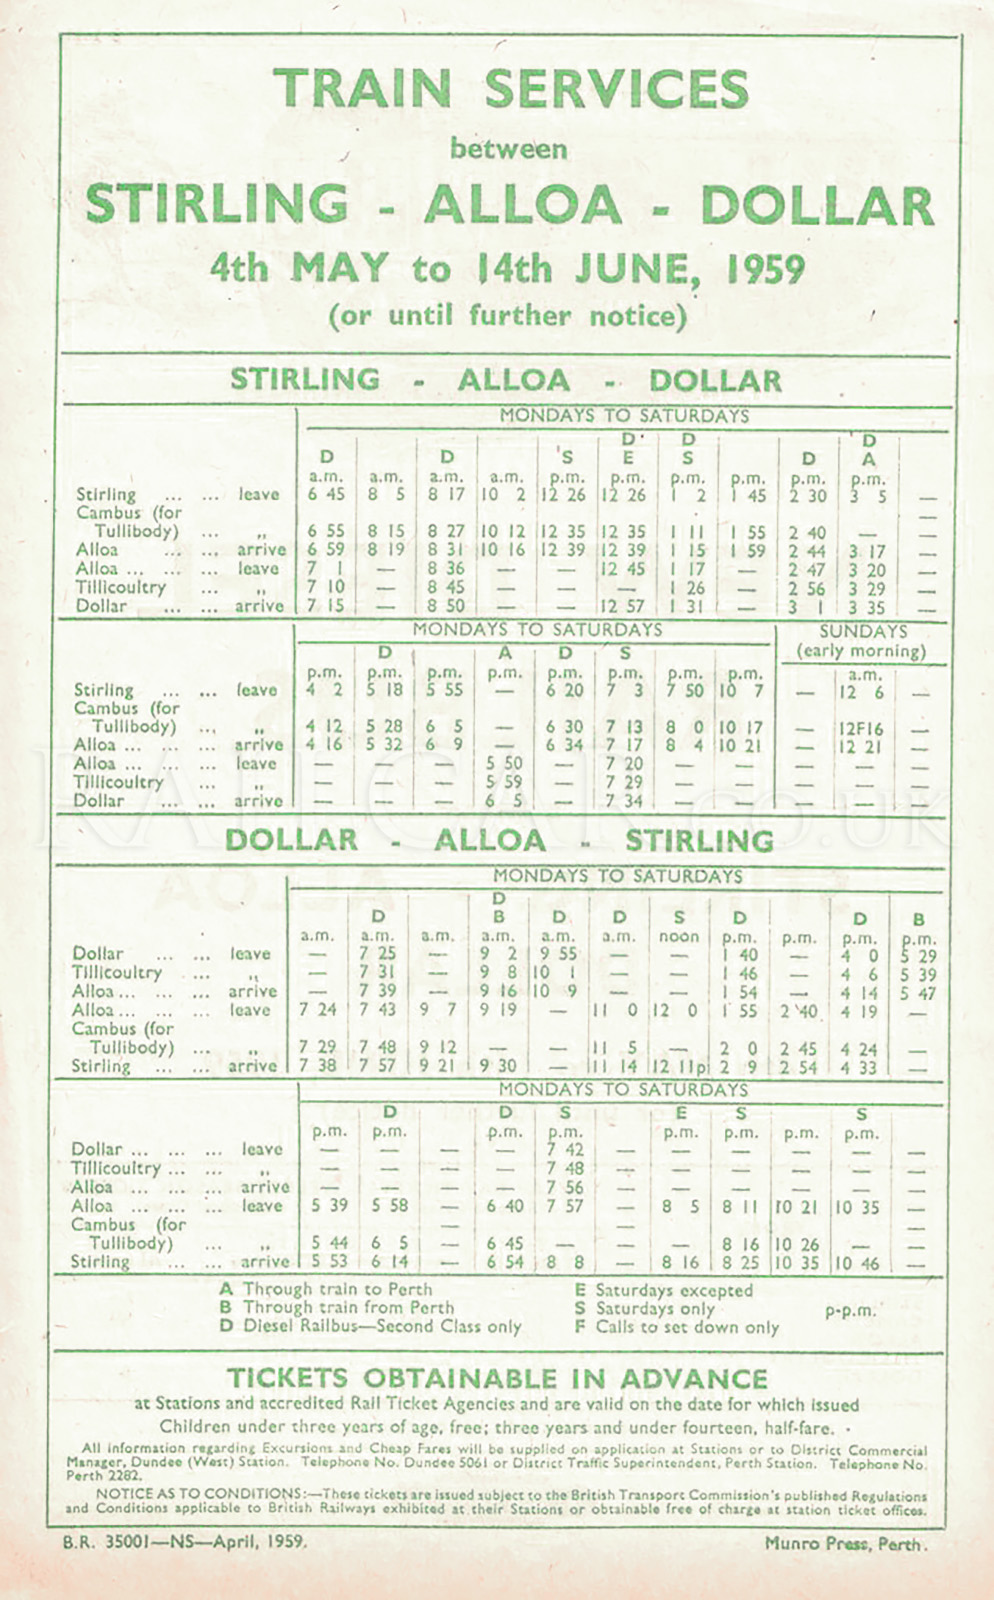 TRAIN SERVICES
between
STIRLING - ALLOA - DOLLAR
4th MAY to 14th JUNE, 1959
(or until further notice)
STIRLING - ALLOA - DOLLAR
MONDAYS TO SATURDAYS
D D
D D S E S D A
a.m. a.m. a.m. a.m. p.m. p.m. p.m. p.m. p.m. p.m.
Stirling ... ... leave 6 45 8 5 8 17 10 2 12 26 12 26 1 2 1 45 2 30 3 5 —
Cambus (for —
Tullibody) ... „ 6 55 8 15 8 27 10 12 12 35 12 35 1 11 1 55 2 40 — —
Alloa ... ... arrive 6 59 8 19 8 31 10 16 12 39 12 39 1 15 1 59 2 44 3 17 —
Alloa ... ... ... leave 7 1 — 8 36 — — 12 45 1 17 — 2 47 3 20 —
Tillicoultry ... „ 7 10 — 8 45 — — — 1 26 — 2 56 3 29 —
Dollar ... ... arrive 7 15 — 8 50 — — 12 57 1 31 — 3 1 3 35 —
MONDAYS TO SATURDAYS SUNDAYS
D A D S (early morning)
p.m. p.m. p.m. p.m. p.m. p.m. p.m. p.m. a.m.
Stirling ... ... leave 4 2 5 18 5 55 — 6 20 7 3 7 50 10 7 — 12 6 —
Cambus (for
Tullibody) ... „ 4 12 5 28 6 5 — 6 30 7 13 8 0 10 17 — 12F16 —
Alloa ... ... arrive 4 16 5 32 6 9 — 6 34 7 17 8 4 10 21 — 12 21 —
Alloa ... ... ... leave — — — 5 50 — 7 20 — — — — —
Tillicoultry ... „ — — — 5 59 — 7 29 — — — — —
Dollar ... ... arrive — — — 6 5 — 7 34 — — — — —
RAILCAR.co.uk
DOLLAR - ALLOA - STIRLING
MONDAYS TO SATURDAYS
D
D B D D S D D B
a.m. a.m. a.m. a.m. a.m. a.m. noon p.m. p.m. p.m. p.m.
Dollar ... ... leave — 7 25 — 9 2 9 55 — — 1 40 — 4 0 5 29
Tillicoultry ... „ — 7 31 — 9 8 10 1 — — 1 46 — 4 6 5 39
Alloa ... ... ... arrive — 7 39 — 9 16 10 9 — — 1 54 — 4 14 5 47
Alloa ... ... ... leave 7 24 7 43 9 7 9 19 — 11 0 12 0 1 55 2 40 4 19 —
Cambus (for
Tullibody) ... „ 7 29 7 48 9 12 — — 11 5 — 2 0 2 45 4 24 —
Stirling ... ... arrive 7 38 7 57 9 21 9 30 — 11 14 12 11p 2 9 2 54 4 33 —
MONDAYS TO SATURDAYS
D D S E S S
p.m. p.m. — p.m. p.m. — p.m. p.m. p.m. p.m. —
Dollar ... ... ... leave — — — — 7 42 — — — — — —
Tillicoultry ... ... „ — — — — 7 48 — — — — — —
Alloa ... ... ... arrive — — — — 7 56 — — — — — —
Alloa ... ... ... leave 5 39 5 58 — 6 40 7 57 — 8 5 8 11 10 21 10 35 —
Cambus (for — — —
Tullibody) ... „ 5 44 6 5 — 6 45 — — — 8 16 10 26 — —
Stirling ... ... arrive 5 53 6 14 — 6 54 8 8 — 8 16 8 25 10 35 10 46 —
A Through train to Perth E Saturdays excepted
B Through train from Perth S Saturdays only p-p.m.
D Diesel Railbus—Second Class only F Calls to set down only
TICKETS OBTAINABLE IN ADVANCE
at Stations and accredited Rail Ticket Agencies and are valid on the date for which issued
Children under three years of age, free; three years and under fourteen, half-fare.
All information regarding Excursions and Cheap Fares will be supplied on application at Stations or to District Commercial
Manager, Dundee (West) Station. Telephone No. Dundee 5061 or District Traffic Superintendent, Perth Station. Telephone No.
Perth 2282.
NOTICE AS TO CONDITIONS:—These tickets are issued subject to the British Transport Commission's published Regulations
and Conditions applicable to British Railways exhibited at their Stations or obtainable free of charge at station ticket offices.
B.R. 35001—NS—April, 1959. Munro Press, Perth.